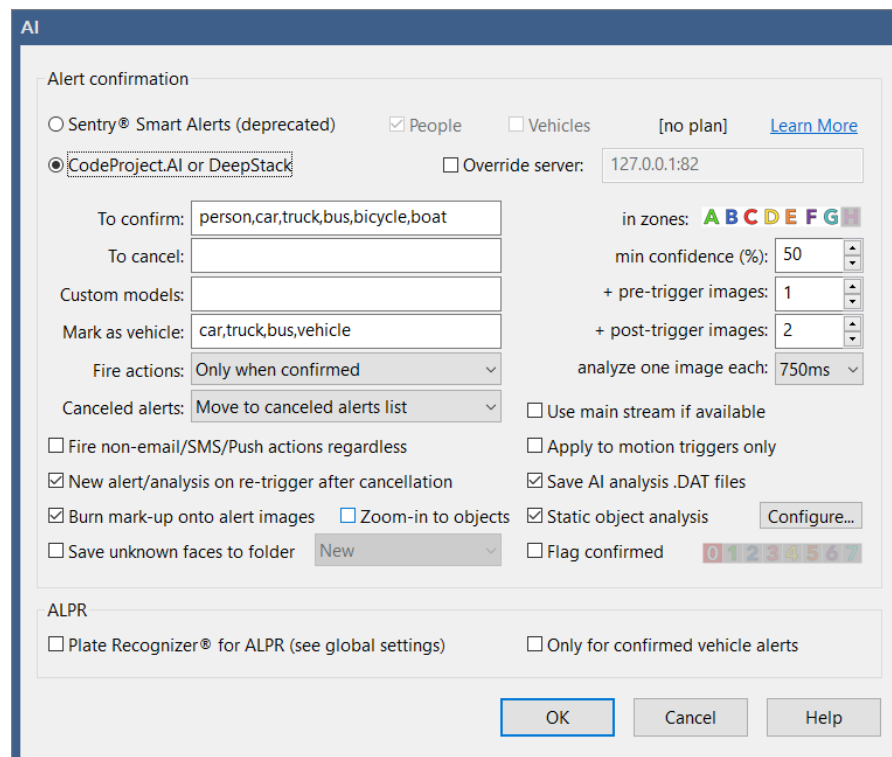 AI
Alert confirmation
Sentry® Smart Alerts (deprecated) People Vehicles [no plan] Learn More
CodeProject.AI or DeepStack Override server: 127.0.0.1:82
To confirm: person,car,truck,bus,bicycle,boat in zones: A B C D E F G H
To cancel: min confidence (%): 50
Custom models: + pre-trigger images: 1
Mark as vehicle: car,truck,bus,vehicle + post-trigger images: 2
Fire actions: Only when confirmed analyze one image each: 750ms
Canceled alerts: Move to canceled alerts list Use main stream if available
Fire non-email/SMS/Push actions regardless Apply to motion triggers only
New alert/analysis on re-trigger after cancellation Save AI analysis .DAT files
Burn mark-up onto alert images Zoom-in to objects Static object analysis Configure...
Save unknown faces to folder New Flag confirmed 0 1 2 3 4 5 6 7
ALPR
Plate Recognizer® for ALPR (see global settings) Only for confirmed vehicle alerts
OK Cancel Help